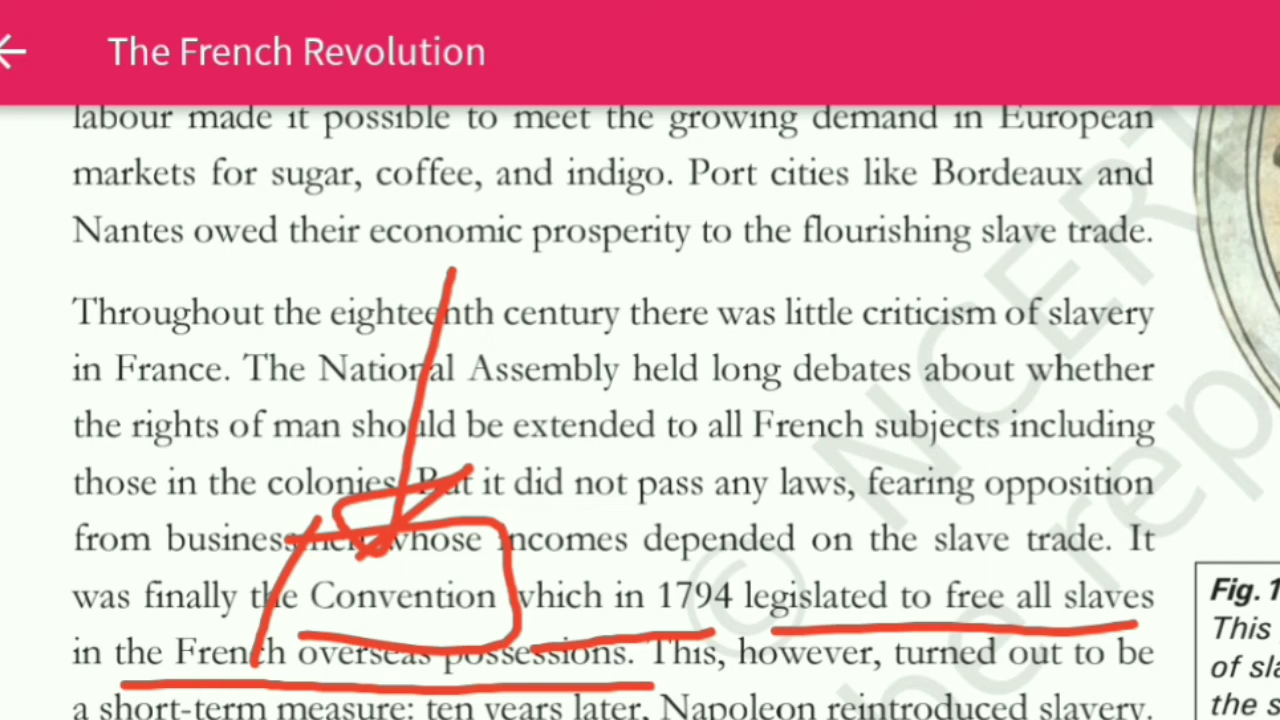 The French Revolution
labour made it possible to meet the growing demand in European
markets for sugar, coffee, and indigo. Port cities like Bordeaux and
Nantes owed their economic prosperity to the flourishing slave trade.
Throughout the eighteenth century there was little criticism of slavery
in France. The National Assembly held long debates about whether
the rights of man should be extended to all French subjects including
those in the colonies. But it did not pass any laws, fearing opposition
from businessmen whose incomes depended on the slave trade. It
was finally the Convention which in 1794 legislated to free all slaves
in the French overseas possessions. This, however, turned out to be
a short-term measure: ten years later, Napoleon reintroduced slavery.
Fig. 1
This
of sla
the s
© NCERT
be rep